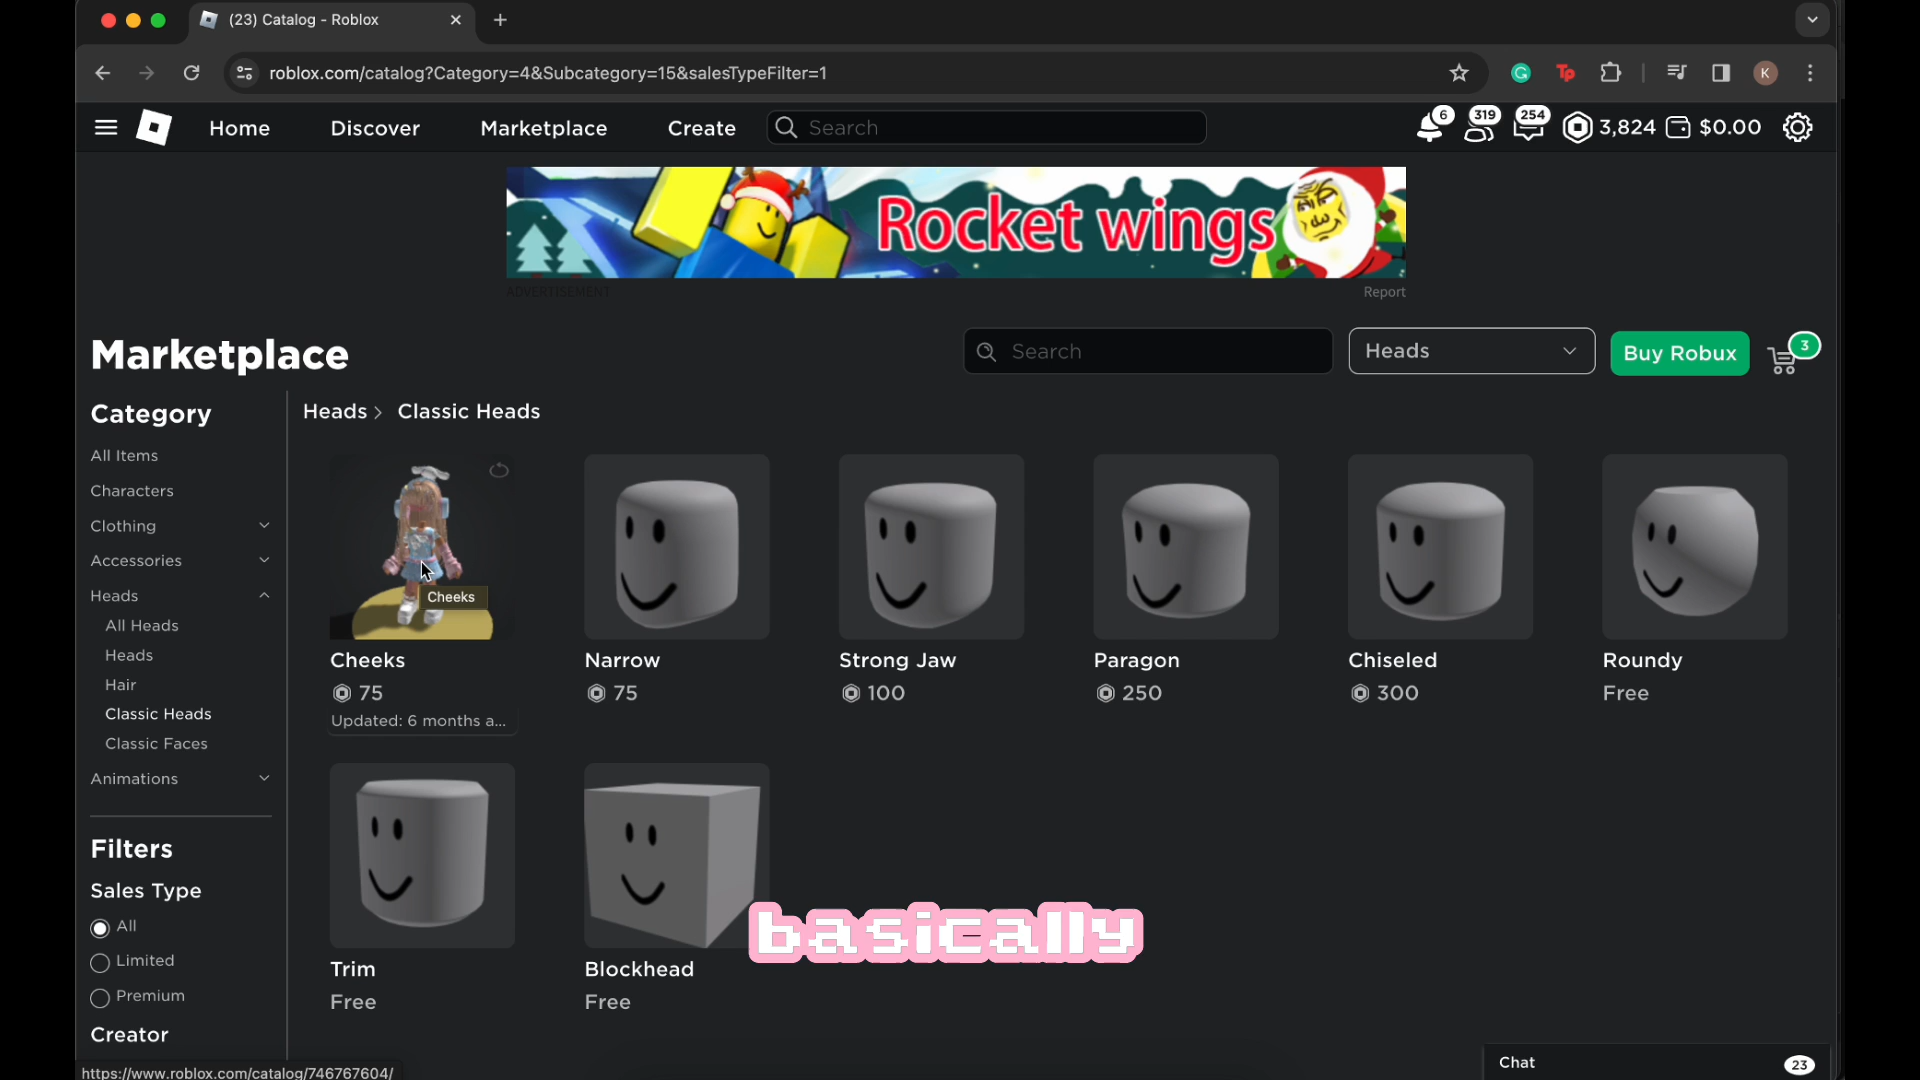 (23) Catalog - Roblox
roblox.com/catalog?Category=4&Subcategory=15&salesTypeFilter=1
K
Home Discover Marketplace Create Search 6 319 254 3,824 $0.00
Rocket wings
ADVERTISEMENT Report
Marketplace Search Heads Buy Robux 3
Category
All Items
Characters
Clothing
Accessories
Heads
All Heads
Heads
Hair
Classic Heads
Classic Faces
Animations
Filters
Sales Type
All
Limited
Premium
Creator
Heads > Classic Heads
Cheeks
Cheeks
75
Updated: 6 months a...
Narrow
75
Strong Jaw
100
Paragon
250
Chiseled
300
Roundy
Free
Trim
Free
Blockhead
Free
basically
https://www.roblox.com/catalog/746767604/
Chat 23